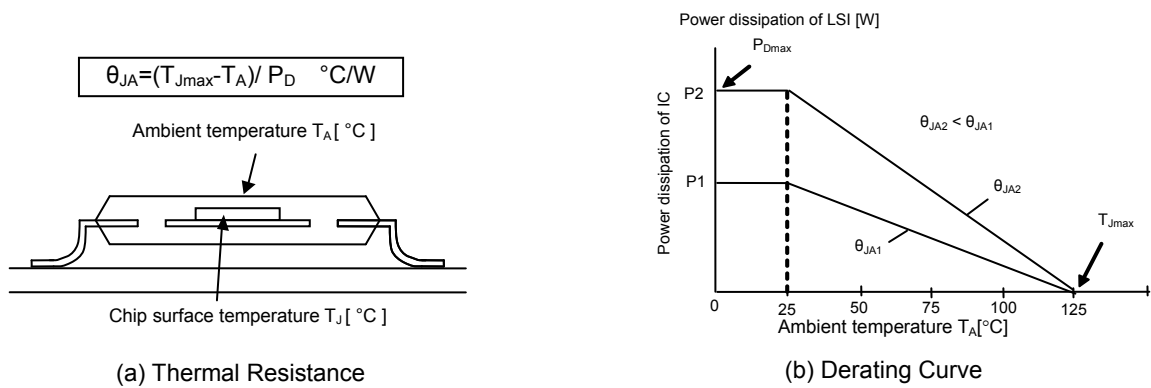 θJA=(TJmax-TA)/ PD °C/W
Ambient temperature TA[ °C ]
Chip surface temperature TJ[ °C ]
(a) Thermal Resistance
Power dissipation of LSI [W]
PDmax
Power dissipation of IC
P2
P1
θJA2 < θJA1
θJA2
θJA1
TJmax
0 25 50 75 100 125
Ambient temperature TA[°C]
(b) Derating Curve